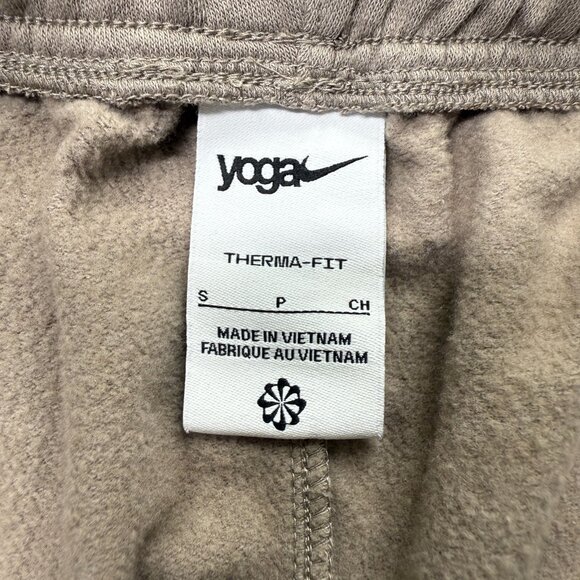 yoga
THERMA-FIT
S P CH
MADE IN VIETNAM
FABRIQUE AU VIETNAM